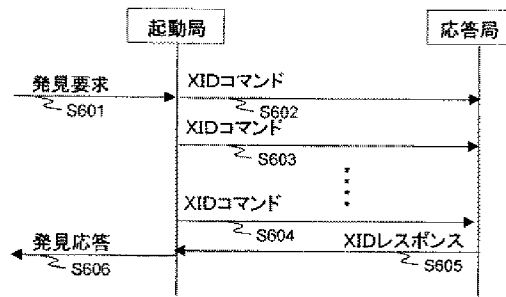 起動局
応答局
発見要求
S601
XIDコマンド
S602
XIDコマンド
S603
XIDコマンド
S604
XIDレスポンス
S605
発見応答
S606